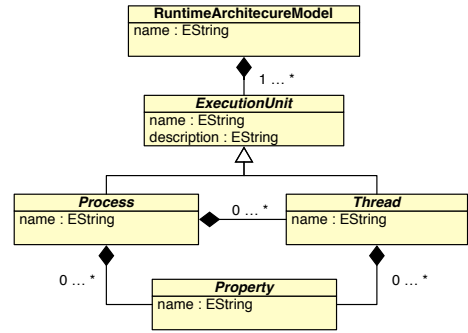 RuntimeArchitecureModel
name : EString
1 ... *
ExecutionUnit
name : EString
description : EString
Process
name : EString
0 ... *
Thread
name : EString
0 ... *
0 ... *
Property
name : EString